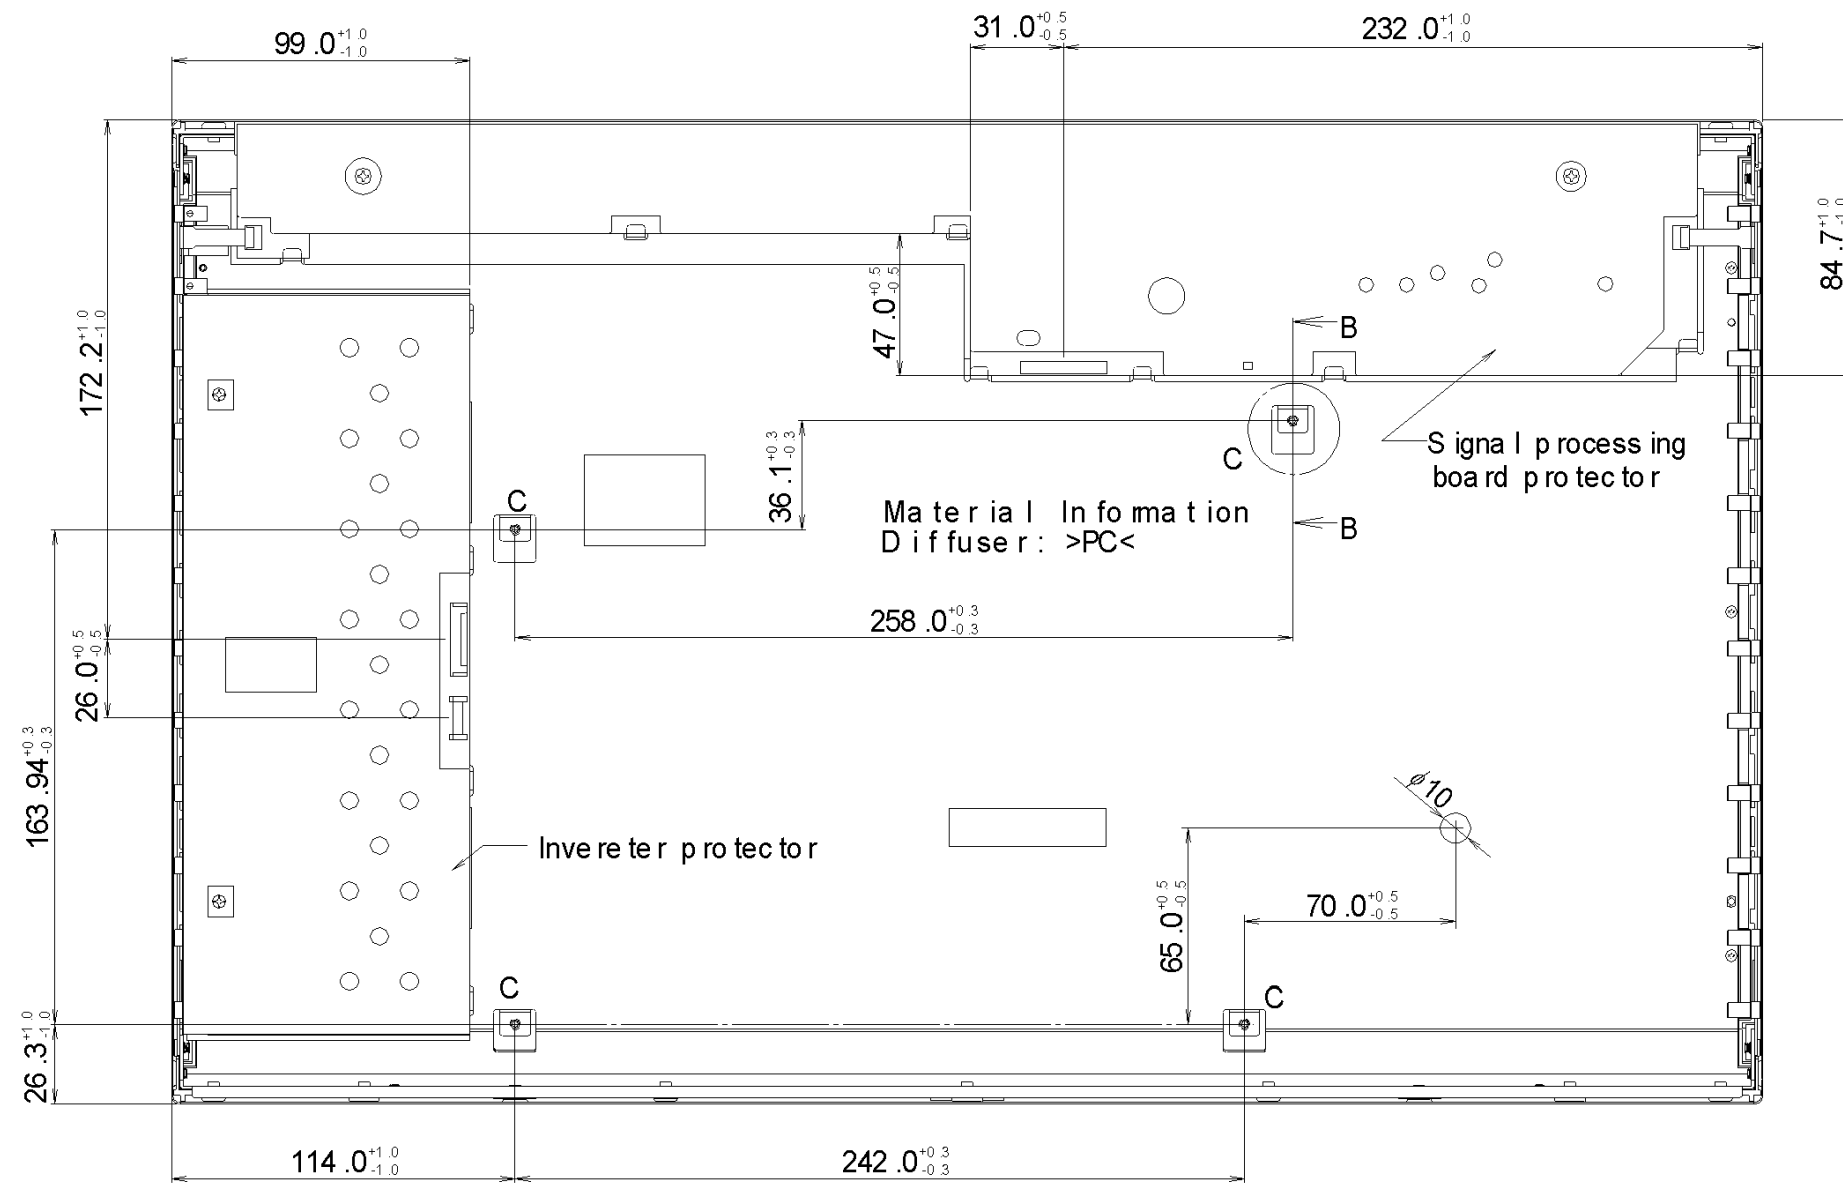 31.0 +0.5 -0.5
232.0 +1.0 -1.0
99.0 +1.0 -1.0
84.7 +1.0 -1.0
172.2 +1.0 -1.0
47.0 +0.5 -0.5
B
36.1 +0.3 -0.3
C
Signal processing
board protector
C
Material Information
Diffuser: >PC<
B
258.0 +0.3 -0.3
26.0 +0.5 -0.5
163.94 +0.3 -0.3
ø10
Invereter protector
65.0 +0.5 -0.5
70.0 +0.5 -0.5
C
C
26.3 +1.0 -1.0
114.0 +1.0 -1.0
242.0 +0.3 -0.3